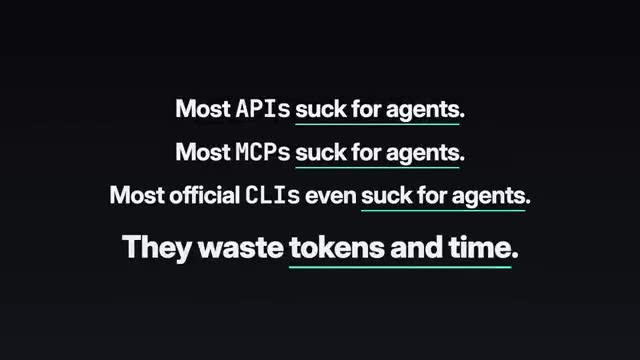 Most APIs suck for agents.
Most MCPs suck for agents.
Most official CLIs even suck for agents.
They waste tokens and time.